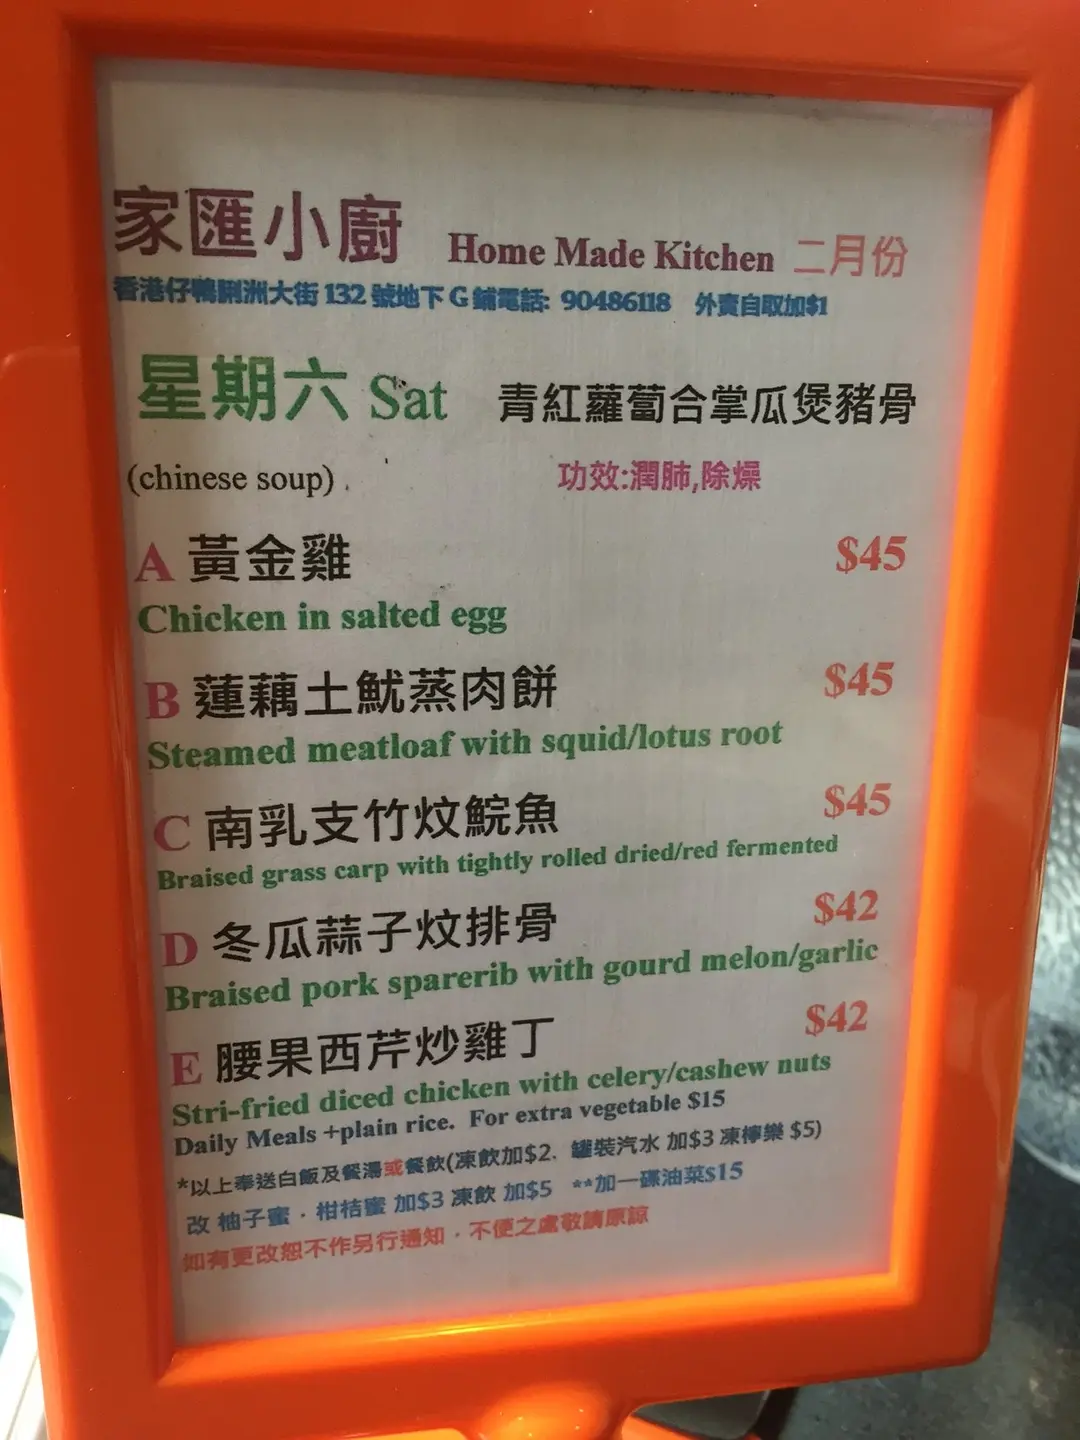 家匯小廚 Home Made Kitchen 二月份
香港仔鴨脷洲大街 132 號地下 G 鋪電話: 90486118 外賣自取加$1
星期六 Sat 青紅蘿蔔合掌瓜煲豬骨
(chinese soup) 功效:潤肺,除燥
A 黃金雞 $45
Chicken in salted egg
B 蓮藕土魷蒸肉餅 $45
Steamed meatloaf with squid/lotus root
C 南乳支竹炆鯇魚 $45
Braised grass carp with tightly rolled dried/red fermented
D 冬瓜蒜子炆排骨 $42
Braised pork sparerib with gourd melon/garlic
E 腰果西芹炒雞丁 $42
Stri-fried diced chicken with celery/cashew nuts
Daily Meals +plain rice. For extra vegetable $15
*以上奉送白飯及餐湯或餐飲(凍飲加$2. 罐裝汽水 加$3 凍檸樂 $5)
改 柚子蜜．柑桔蜜 加$3 凍飲 加$5 **加一碟油菜$15
如有更改恕不作另行通知．不便之處敬請原諒